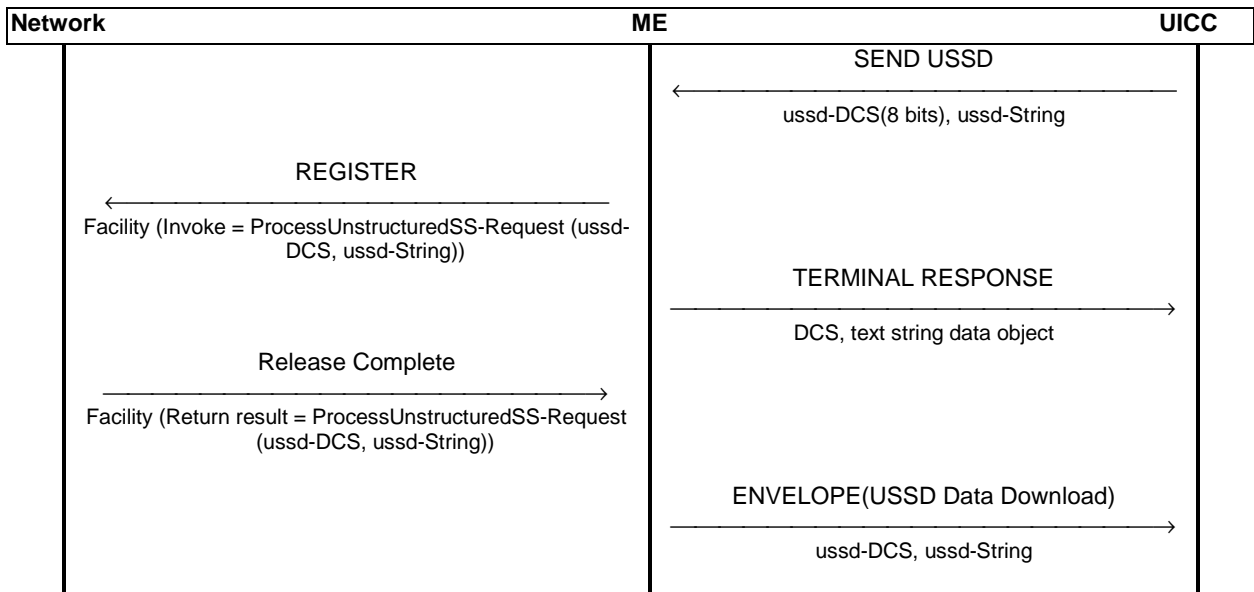 Network ME UICC
SEND USSD
ussd-DCS(8 bits), ussd-String
REGISTER
Facility (Invoke = ProcessUnstructuredSS-Request (ussd-
DCS, ussd-String))
TERMINAL RESPONSE
DCS, text string data object
Release Complete
Facility (Return result = ProcessUnstructuredSS-Request
(ussd-DCS, ussd-String))
ENVELOPE(USSD Data Download)
ussd-DCS, ussd-String